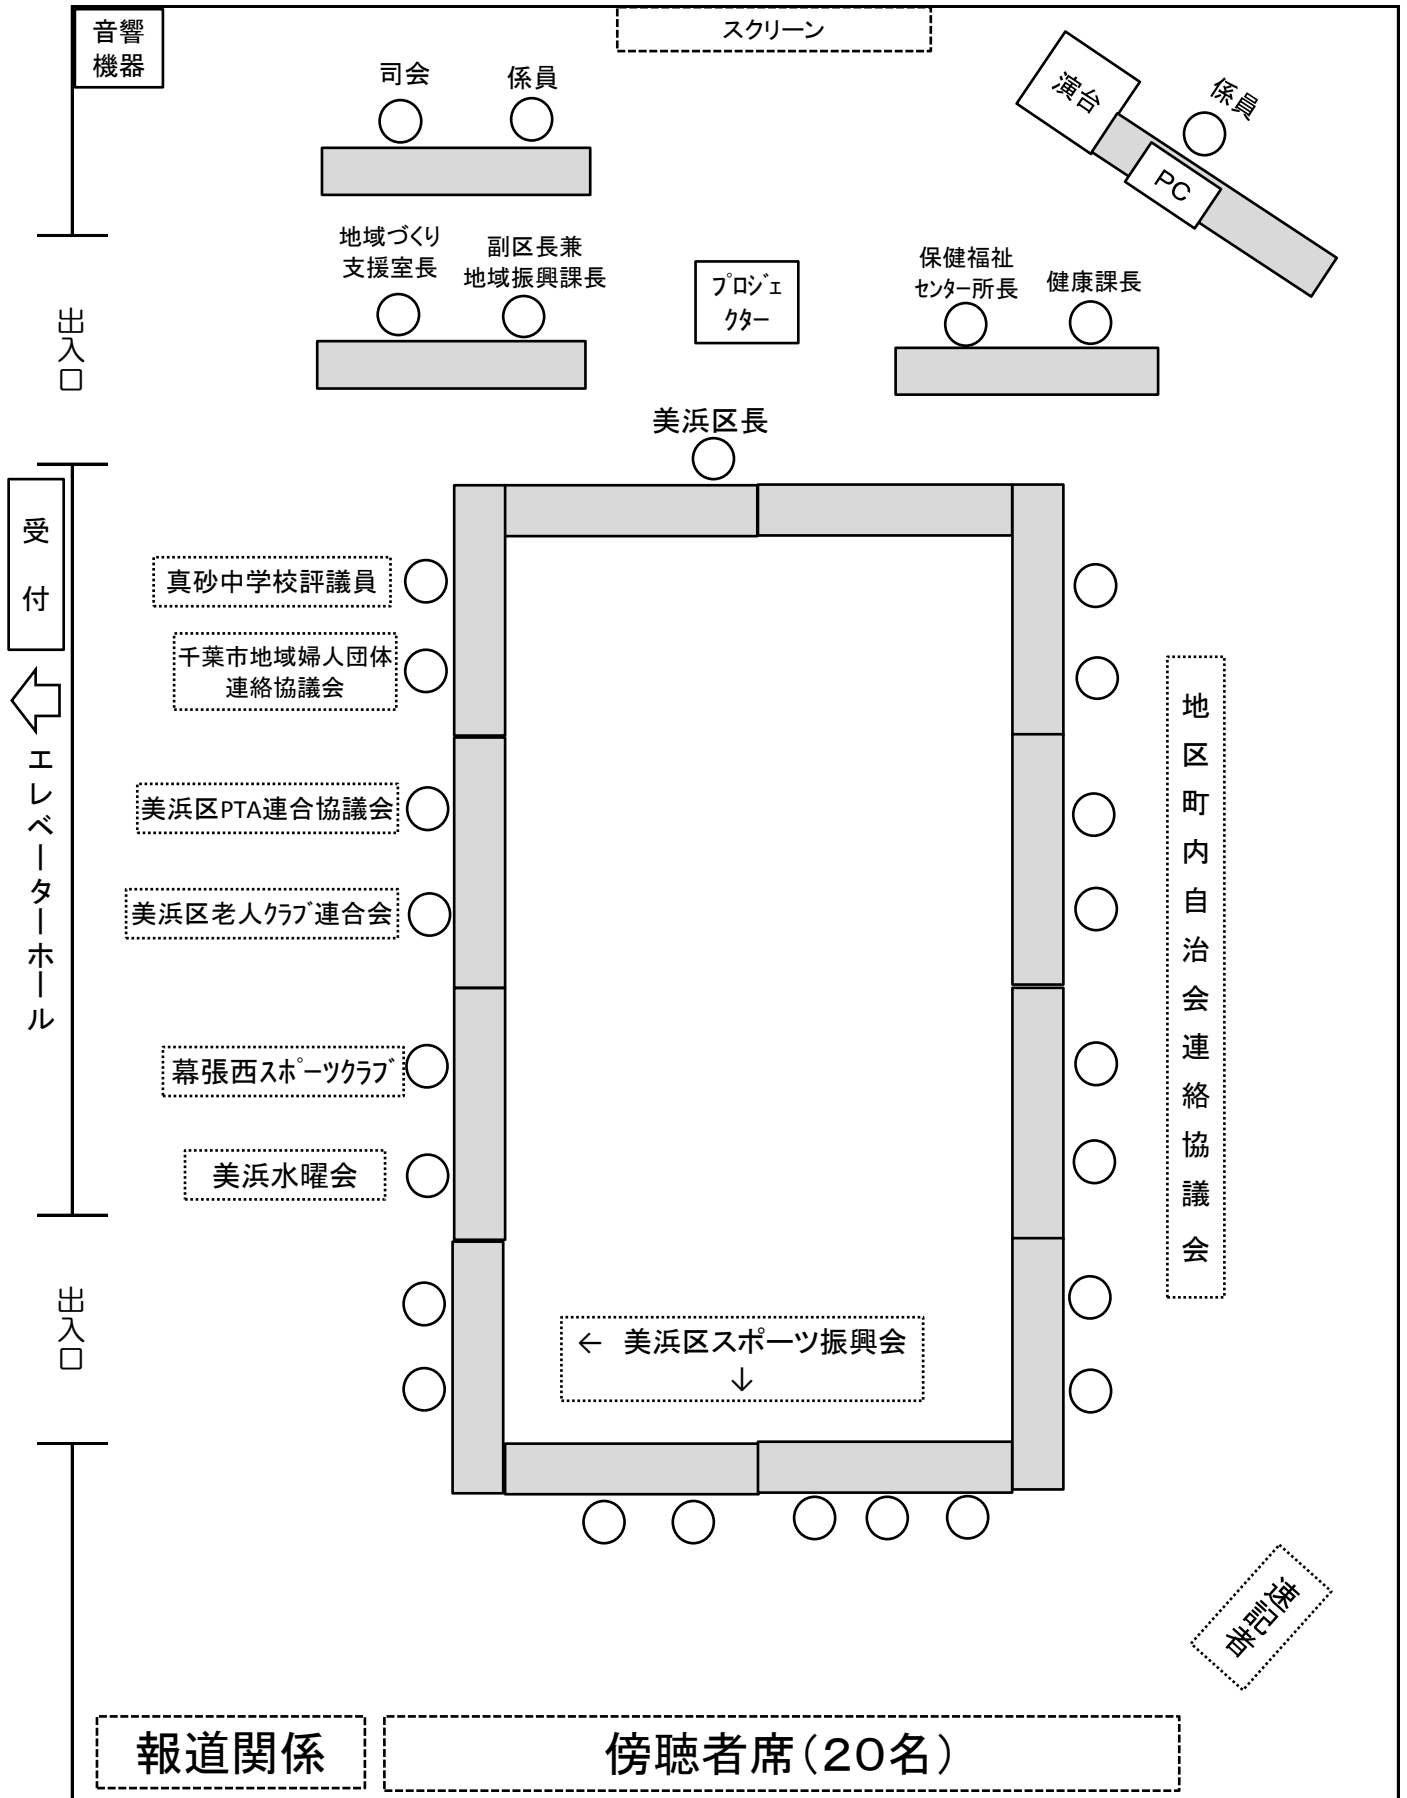 音響
機器
スクリーン
司会
係員
演台
係員
PC
地域づくり
支援室長
副区長兼
地域振興課長
プロジェ
クター
保健福祉
センター所長
健康課長
出入口
美浜区長
受付
真砂中学校評議員
千葉市地域婦人団体
連絡協議会
美浜区PTA連合協議会
美浜区老人クラブ連合会
幕張西スポーツクラブ
美浜水曜会
エレベーターホール
地区町内自治会連絡協議会
出入口
← 美浜区スポーツ振興会
↓
速記者
報道関係
傍聴者席(20名)